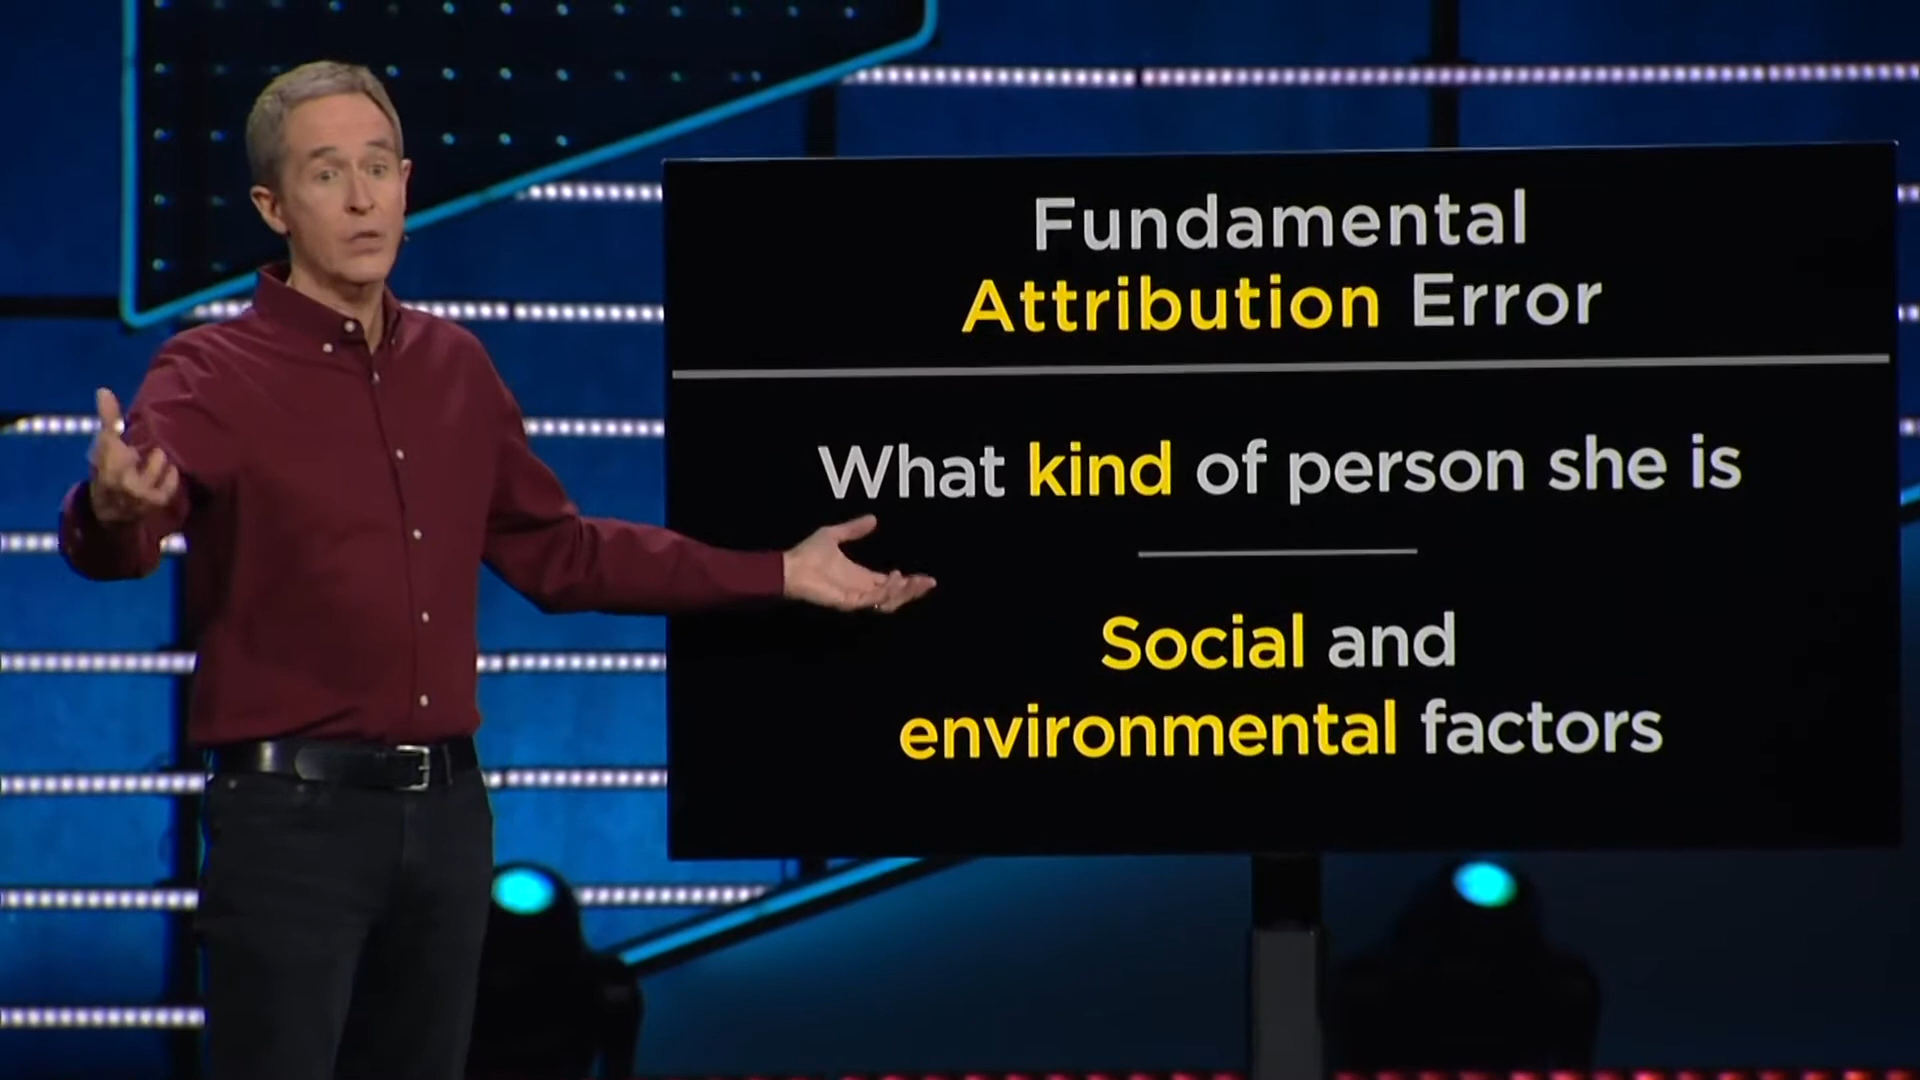 Fundamental
Attribution Error
What kind of person she is
Social and
environmental factors